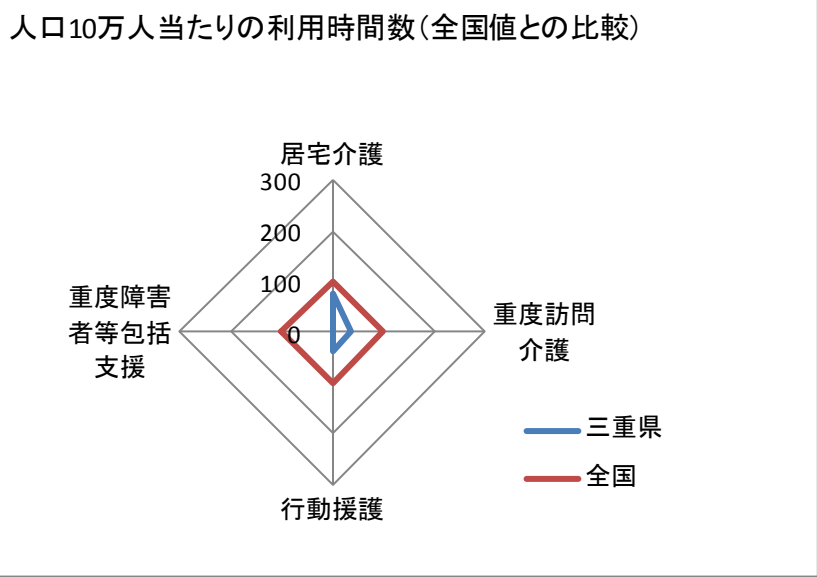 人口10万人当たりの利用時間数（全国値との比較）
居宅介護
300
200
100
0
重度障害
者等包括
支援
重度訪問
介護
行動援護
三重県
全国